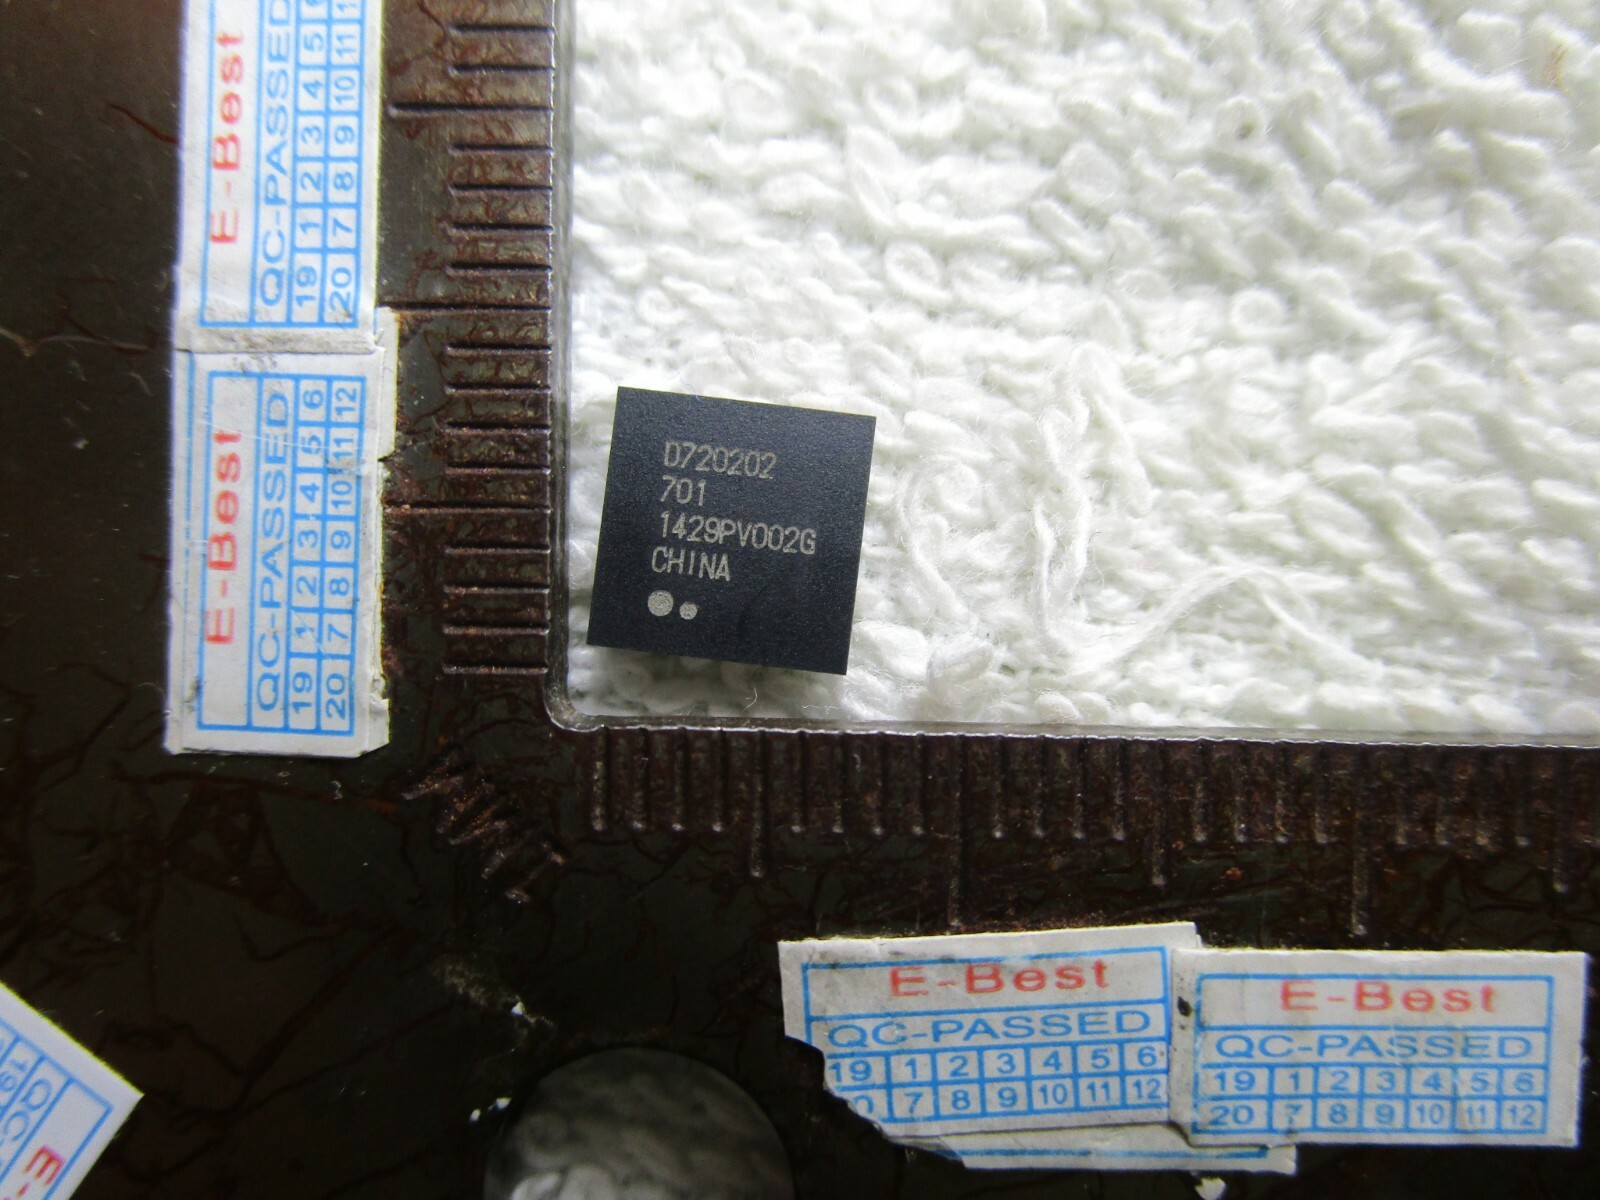 E-Best
QC-PASSED
19 1 2 3 4 5
20 7 8 9 10 11
E-Best
QC-PASSED
19 1 2 3 4 5 6
20 7 8 9 10 11 12
D720202
701
1429PV002G
CHINA
E-Best
QC-PASSED
19 1 2 3 4 5 6
7 8 9 10 11 12
E-Best
QC-PASSED
19 1 2 3 4 5 6
20 7 8 9 10 11 12